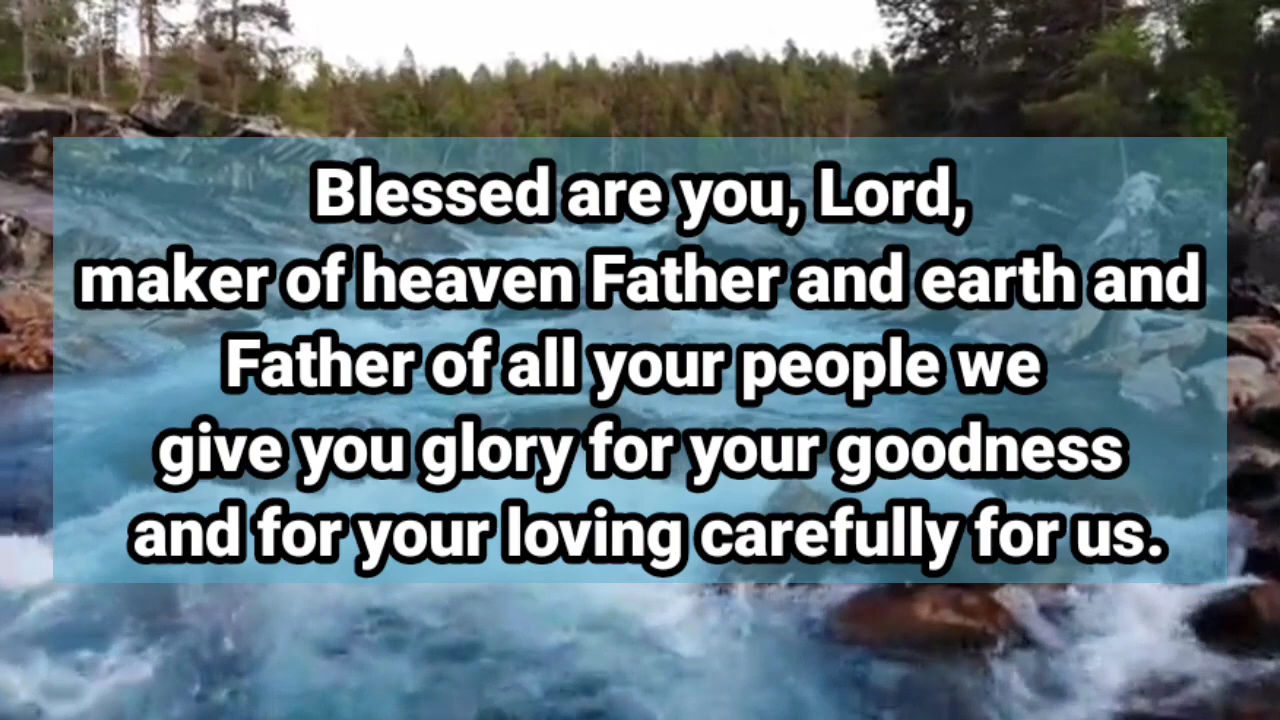 Blessed are you, Lord,
maker of heaven Father and earth and
Father of all your people we
give you glory for your goodness
and for your loving carefully for us.